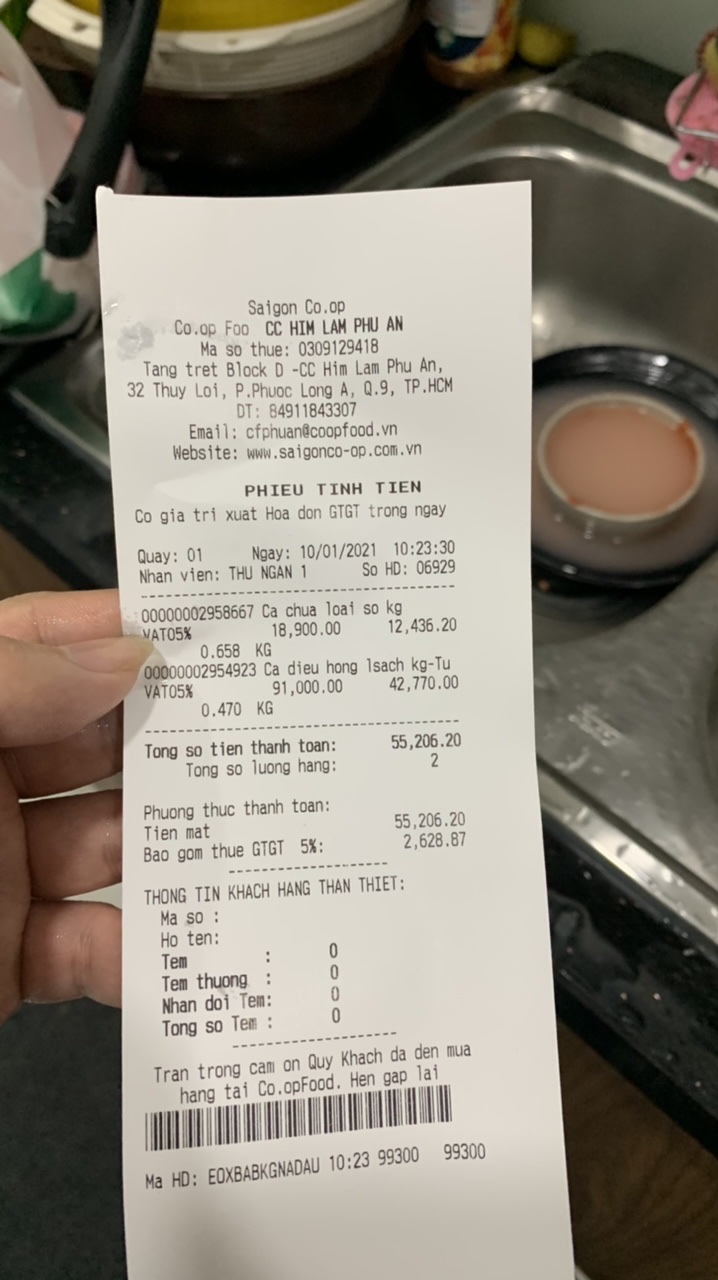 Saigon Co.op
Co.op Foo CC HIM LAM PHU AN
Ma so thue: 0309129418
Tang tret Block D -CC Him Lam Phu An,
32 Thuy Loi, P.Phuoc Long A, Q.9, TP.HCM
DT: 84911843307
Email: cfphuan@coopfood.vn
Website: www.saigonco-op.com.vn
PHIEU TINH TIEN
Co gia tri xuat Hoa don GTGT trong ngay
Quay: 01 Ngay: 10/01/2021 10:23:30
Nhan vien: THU NGAN 1 So HD: 06929
00000002958667 Ca chua loai so kg
VAT05% 18,900.00 12,436.20
0.658 KG
00000002954923 Ca dieu hong lsach kg-Tu
VAT05% 91,000.00 42,770.00
0.470 KG
Tong so tien thanh toan: 55,206.20
Tong so luong hang: 2
Phuong thuc thanh toan:
Tien mat 55,206.20
Bao gom thue GTGT 5%: 2,628.87
THONG TIN KHACH HANG THAN THIET:
Ma so :
Ho ten:
Tem : 0
Tem thuong : 0
Nhan doi Tem: 0
Tong so Tem : 0
Tran trong cam on Quy Khach da den mua
hang tai Co.opFood. Hen gap lai
Ma HD: EOXBABKGNADAU 10:23 99300 99300